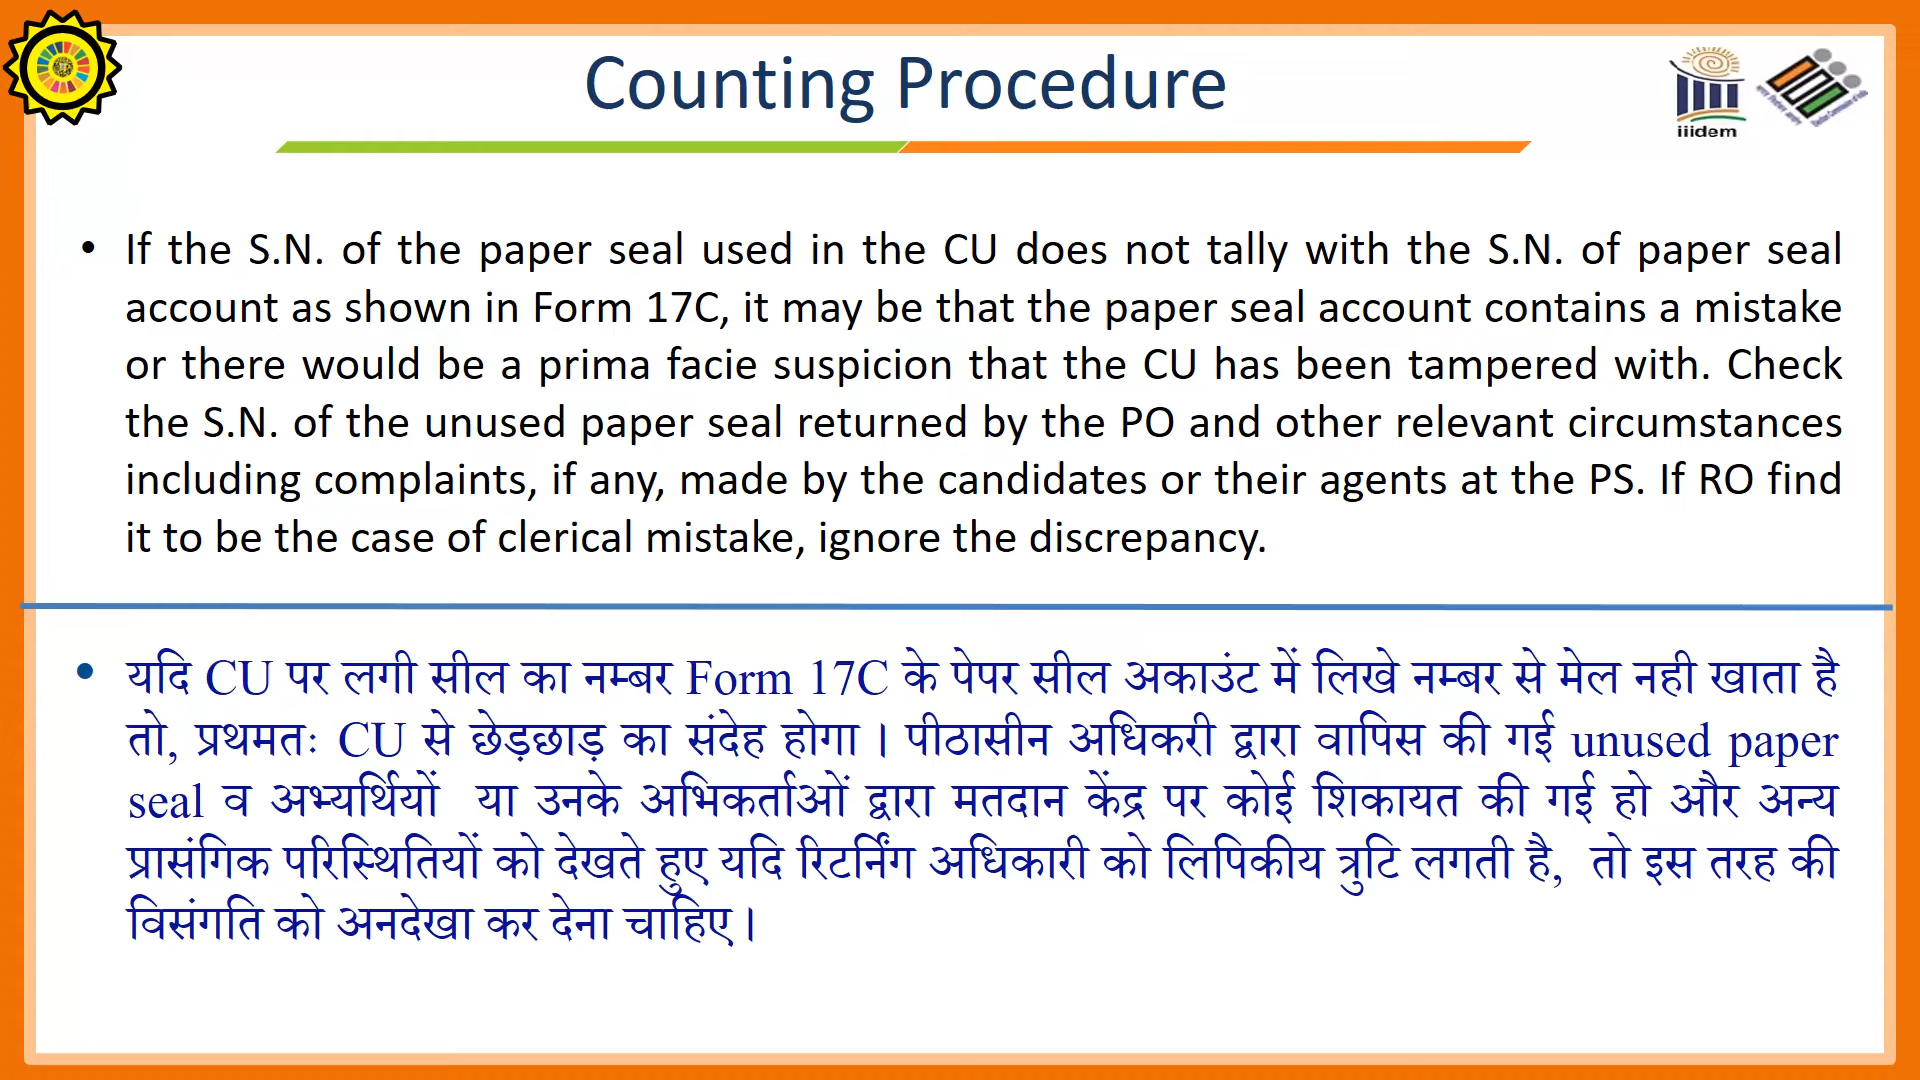 Counting Procedure
iiidem
• If the S.N. of the paper seal used in the CU does not tally with the S.N. of paper seal
account as shown in Form 17C, it may be that the paper seal account contains a mistake
or there would be a prima facie suspicion that the CU has been tampered with. Check
the S.N. of the unused paper seal returned by the PO and other relevant circumstances
including complaints, if any, made by the candidates or their agents at the PS. If RO find
it to be the case of clerical mistake, ignore the discrepancy.
• यदि CU पर लगी सील का नम्बर Form 17C के पेपर सील अकाउंट में लिखे नम्बर से मेल नही खाता है
तो, प्रथमतः CU से छेड़छाड़ का संदेह होगा। पीठासीन अधिकरी द्वारा वापिस की गई unused paper
seal व अभ्यर्थियों या उनके अभिकर्ताओं द्वारा मतदान केंद्र पर कोई शिकायत की गई हो और अन्य
प्रासंगिक परिस्थितियों को देखते हुए यदि रिटर्निंग अधिकारी को लिपिकीय त्रुटि लगती है, तो इस तरह की
विसंगति को अनदेखा कर देना चाहिए।